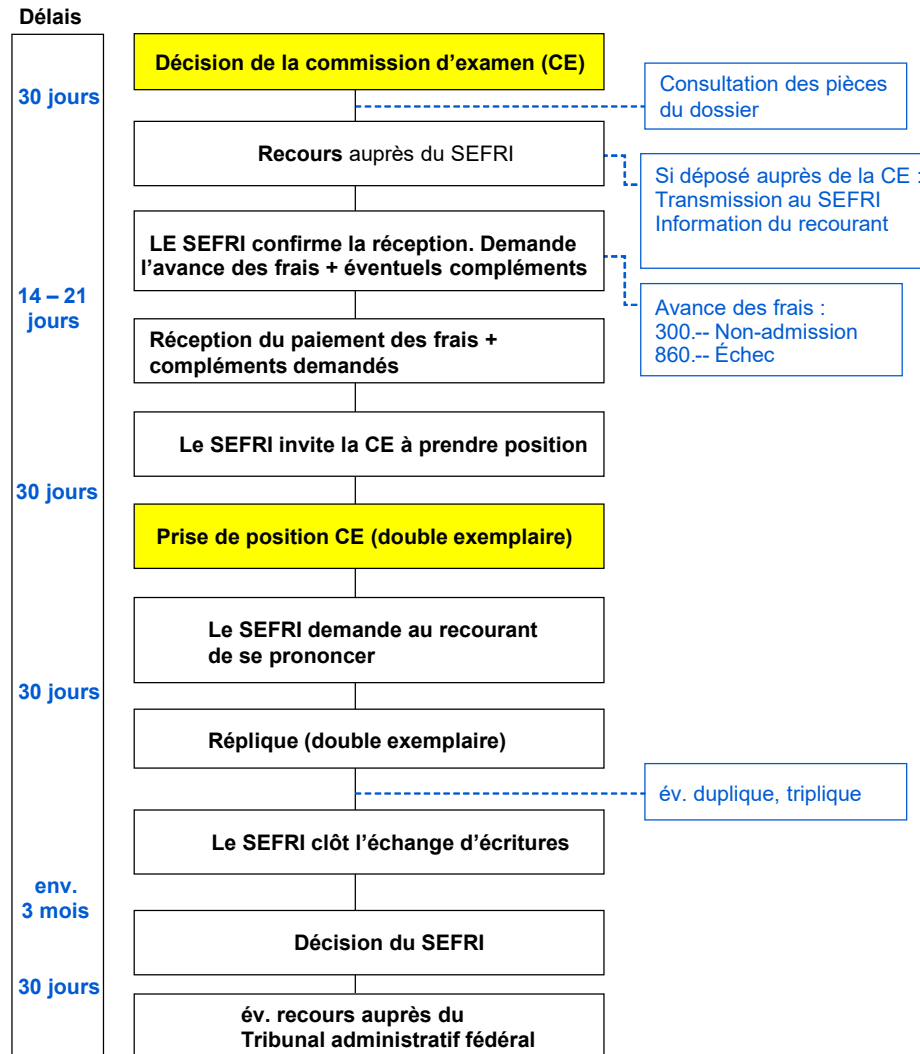 Délais
Décision de la commission d'examen (CE)
30 jours
Consultation des pièces
du dossier
Recours auprès du SEFRI
Si déposé auprès de la CE :
Transmission au SEFRI
Information du recourant
LE SEFRI confirme la réception. Demande
l'avance des frais + éventuels compléments
14 – 21
jours
Avance des frais :
300.-- Non-admission
860.-- Échec
Réception du paiement des frais +
compléments demandés
Le SEFRI invite la CE à prendre position
30 jours
Prise de position CE (double exemplaire)
Le SEFRI demande au recourant
de se prononcer
30 jours
Réplique (double exemplaire)
év. duplique, triplique
Le SEFRI clôt l'échange d'écritures
env.
3 mois
Décision du SEFRI
30 jours
év. recours auprès du
Tribunal administratif fédéral